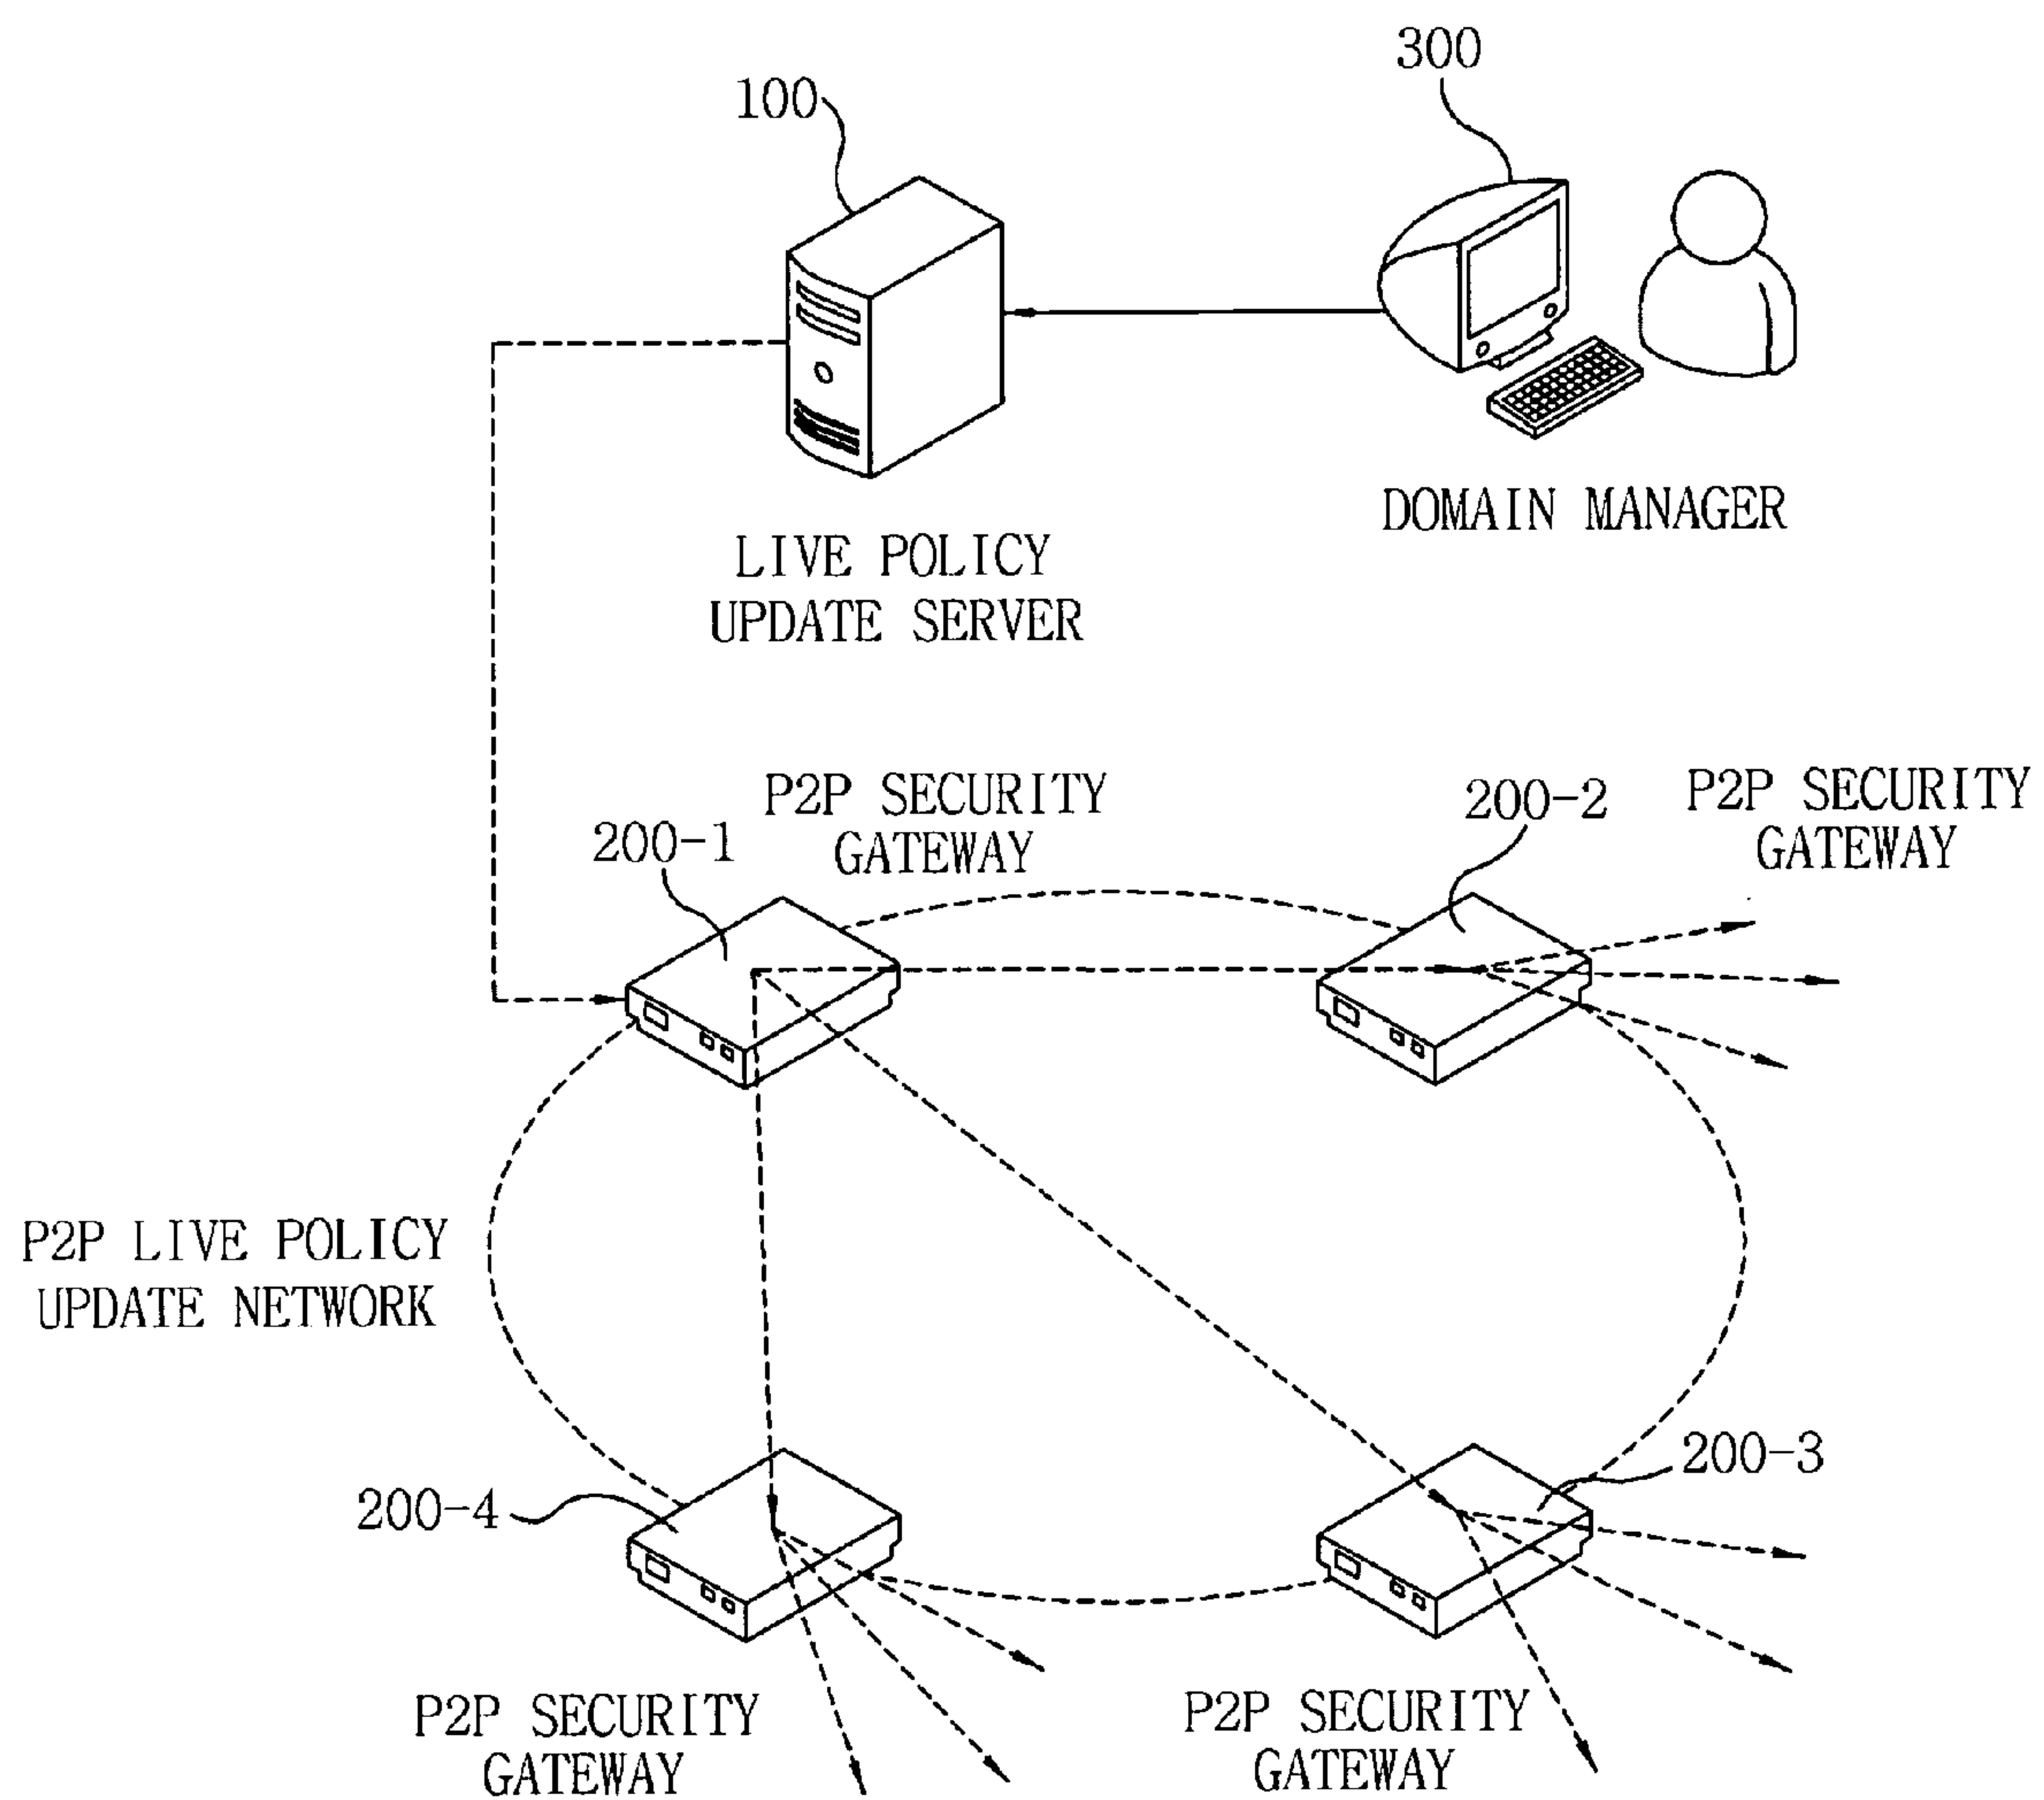 300
100
DOMAIN MANAGER
LIVE POLICY
UPDATE SERVER
P2P SECURITY
GATEWAY
200-1
200-2
P2P SECURITY
GATEWAY
P2P LIVE POLICY
UPDATE NETWORK
200-3
200-4
P2P SECURITY
GATEWAY
P2P SECURITY
GATEWAY